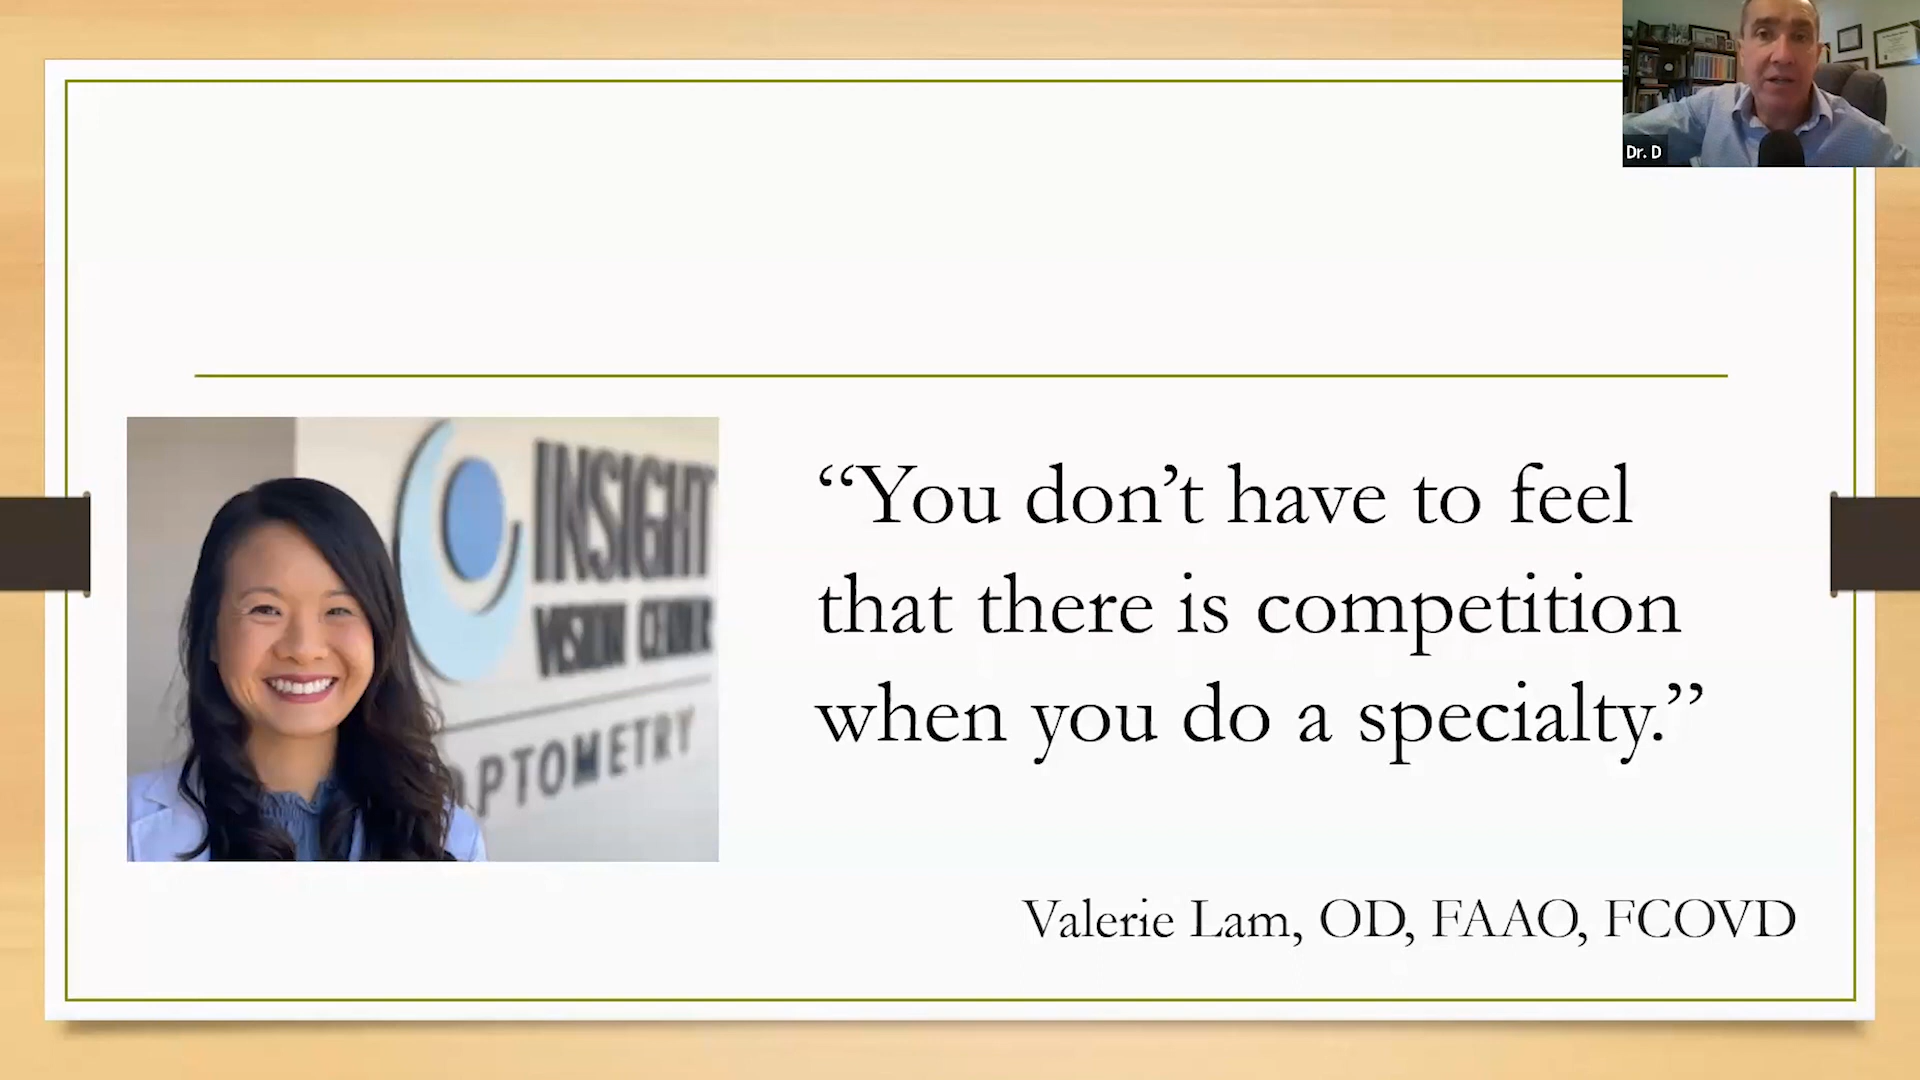 Dr. D
INSIGHT
VISION CENTER
OPTOMETRY
“You don’t have to feel
that there is competition
when you do a specialty.”
Valerie Lam, OD, FAAO, FCOVD